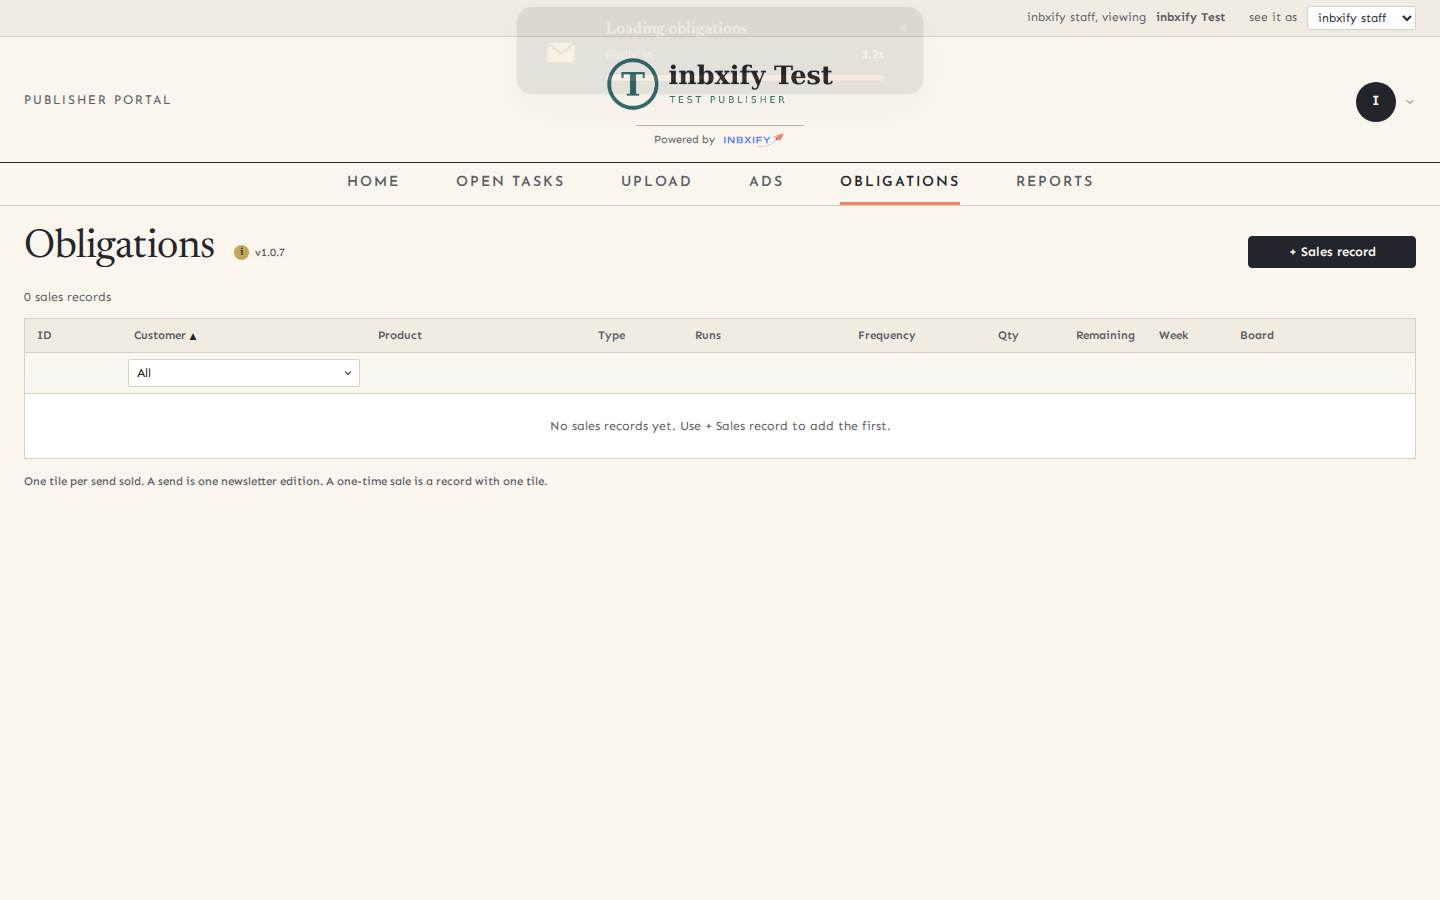 inbxify staff, viewing inbxify Test see it as inbxify staff
Loading obligations ×
Ready in 3.2s
PUBLISHER PORTAL
T inbxify Test
TEST PUBLISHER
I
Powered by INBXIFY
HOME OPEN TASKS UPLOAD ADS OBLIGATIONS REPORTS
Obligations i v1.0.7
+ Sales record
0 sales records
ID Customer ▲ Product Type Runs Frequency Qty Remaining Week Board
All
No sales records yet. Use + Sales record to add the first.
One tile per send sold. A send is one newsletter edition. A one-time sale is a record with one tile.